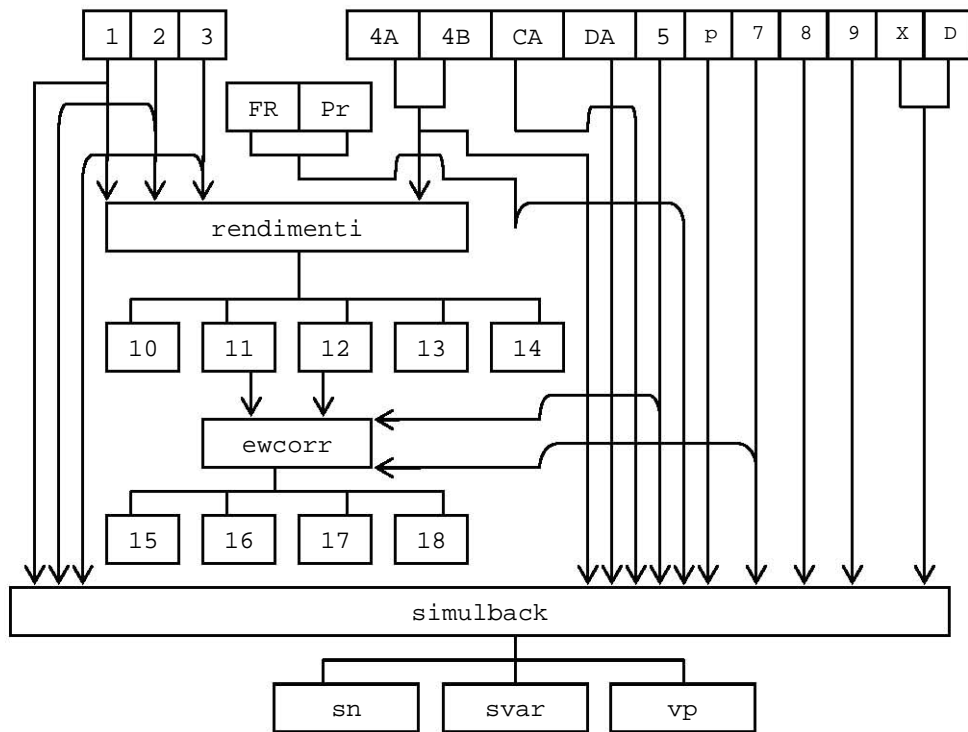 1 2 3 4A 4B CA DA 5 p 7 8 9 X D
FR Pr
rendimenti
10 11 12 13 14
ewcorr
15 16 17 18
simulback
sn svar vp